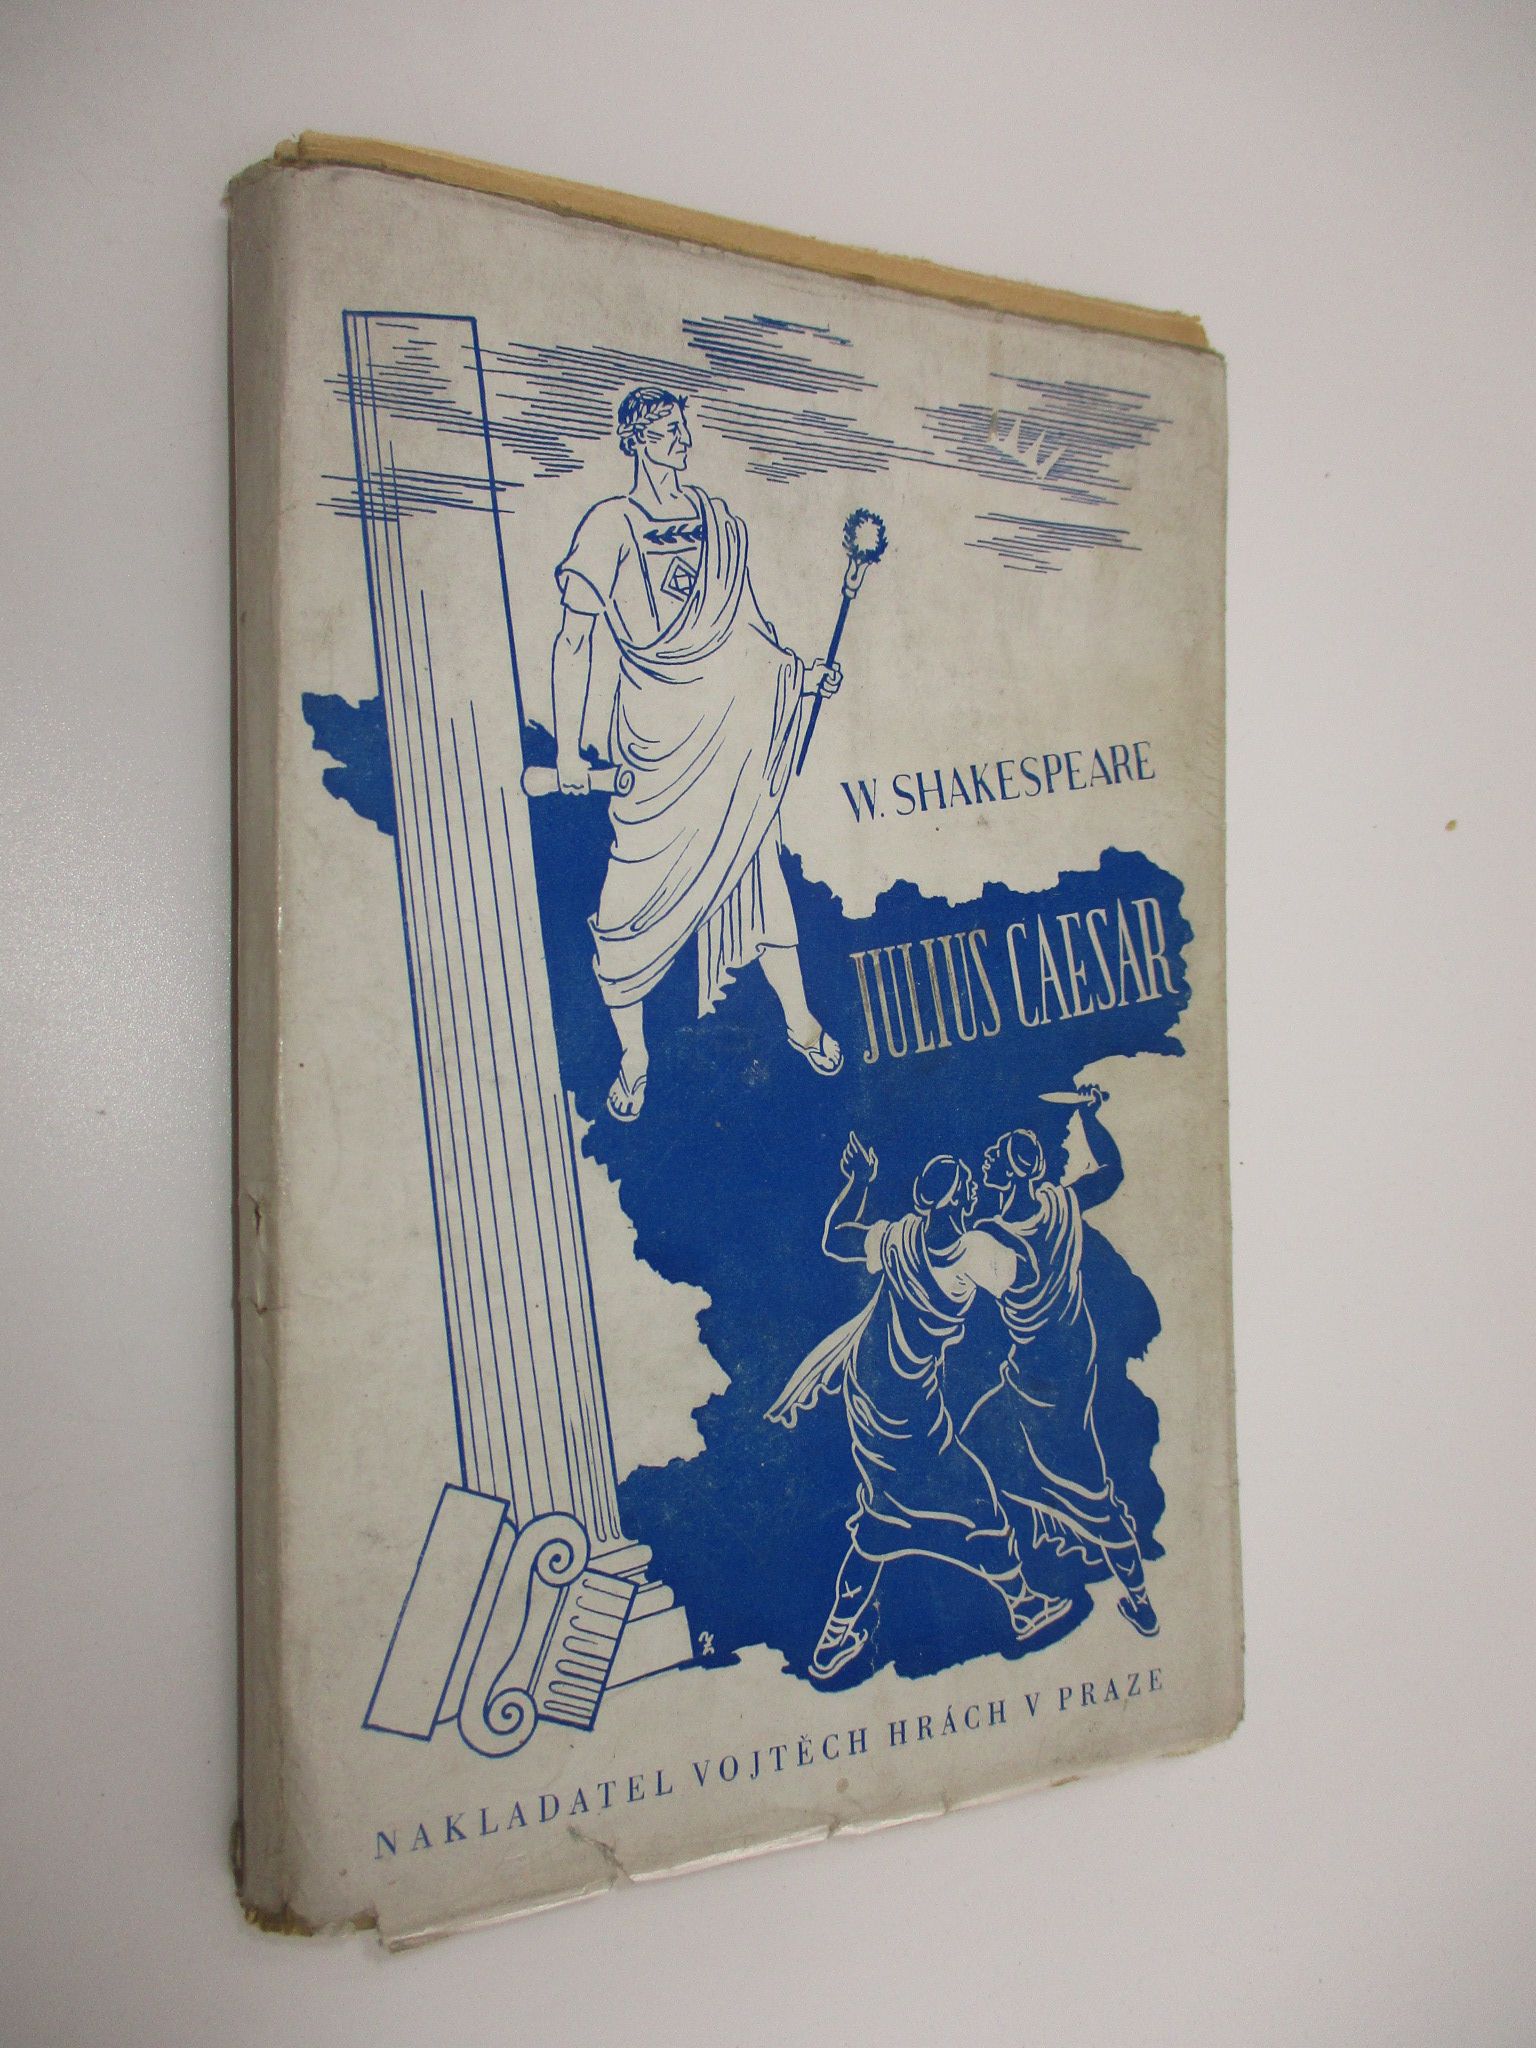 W. SHAKESPEARE
JULIUS CAESAR
NAKLADATEL VOJTĚCH HRÁCH V PRAZE